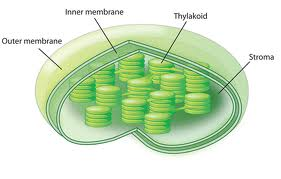 Inner membrane
Thylakoid
Outer membrane
Stroma